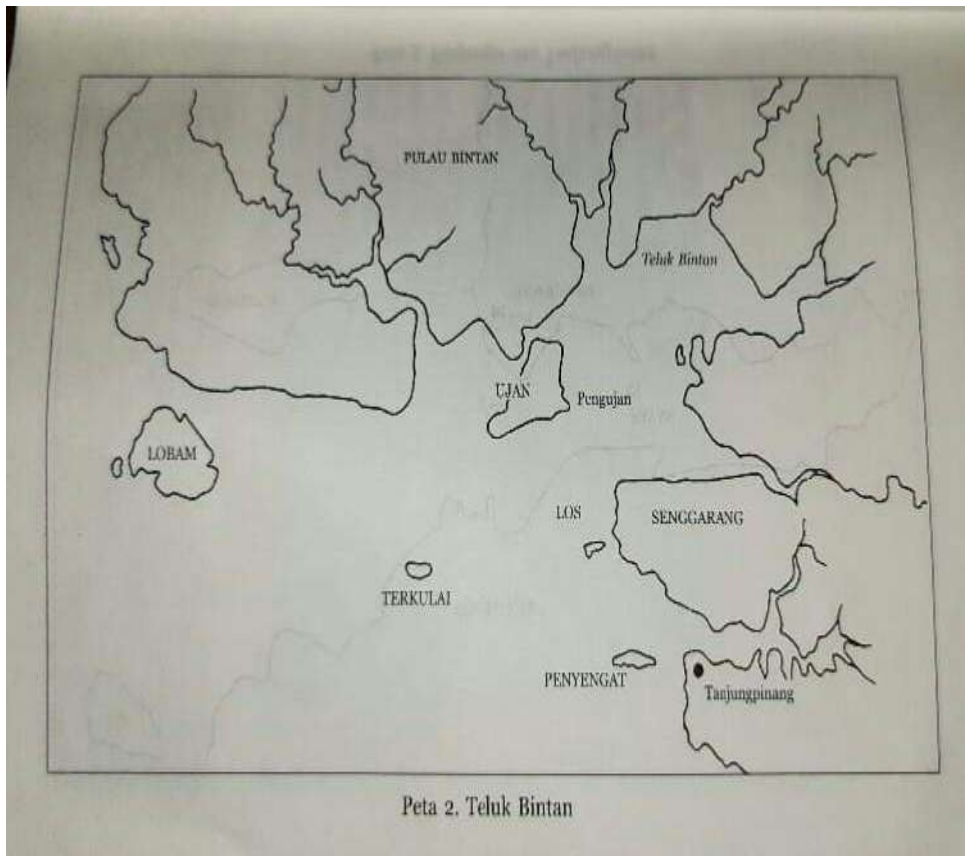 PULAU BINTAN
Teluk Bintan
UJAN
Pengujan
LOBAM
LOS
SENGGARANG
TERKULAI
PENYENGAT
Tanjungpinang
Peta 2. Teluk Bintan